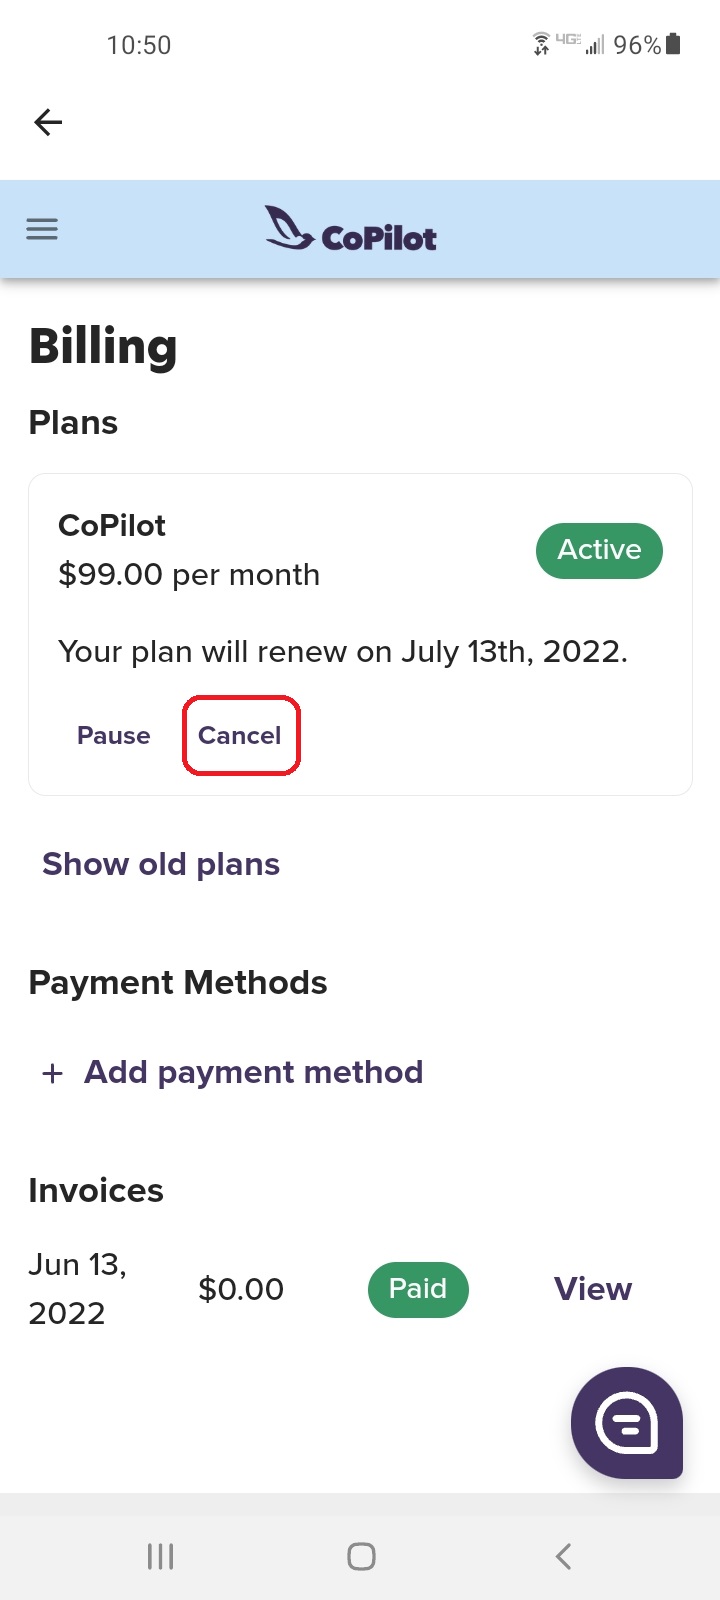 10:50 4G 96%
CoPilot
Billing
Plans
CoPilot
$99.00 per month
Active
Your plan will renew on July 13th, 2022.
Pause Cancel
Show old plans
Payment Methods
+ Add payment method
Invoices
Jun 13,
2022
$0.00 Paid View